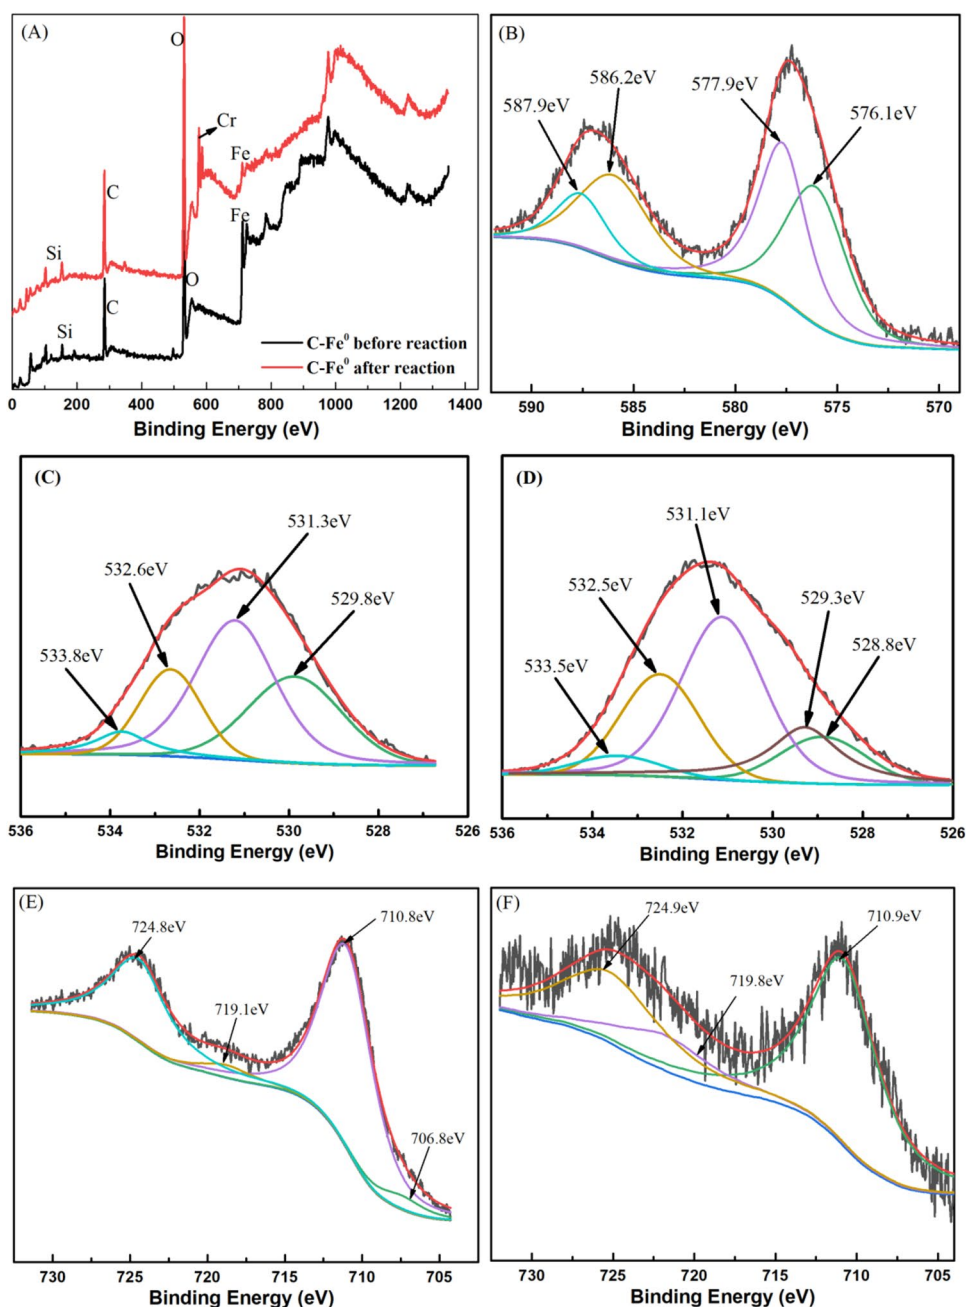 (A)
O
Cr
Fe
C
Si
Fe
O
C
Si
C-Fe⁰ before reaction
C-Fe⁰ after reaction
0 200 400 600 800 1000 1200 1400
Binding Energy (eV)
(B)
587.9eV
586.2eV
577.9eV
576.1eV
590 585 580 575 570
Binding Energy (eV)
(C)
531.3eV
532.6eV
529.8eV
533.8eV
536 534 532 530 528 526
Binding Energy (eV)
(D)
531.1eV
532.5eV
529.3eV
533.5eV
528.8eV
536 534 532 530 528 526
Binding Energy (eV)
(E)
724.8eV
710.8eV
719.1eV
706.8eV
730 725 720 715 710 705
Binding Energy (eV)
(F)
724.9eV
710.9eV
719.8eV
730 725 720 715 710 705
Binding Energy (eV)